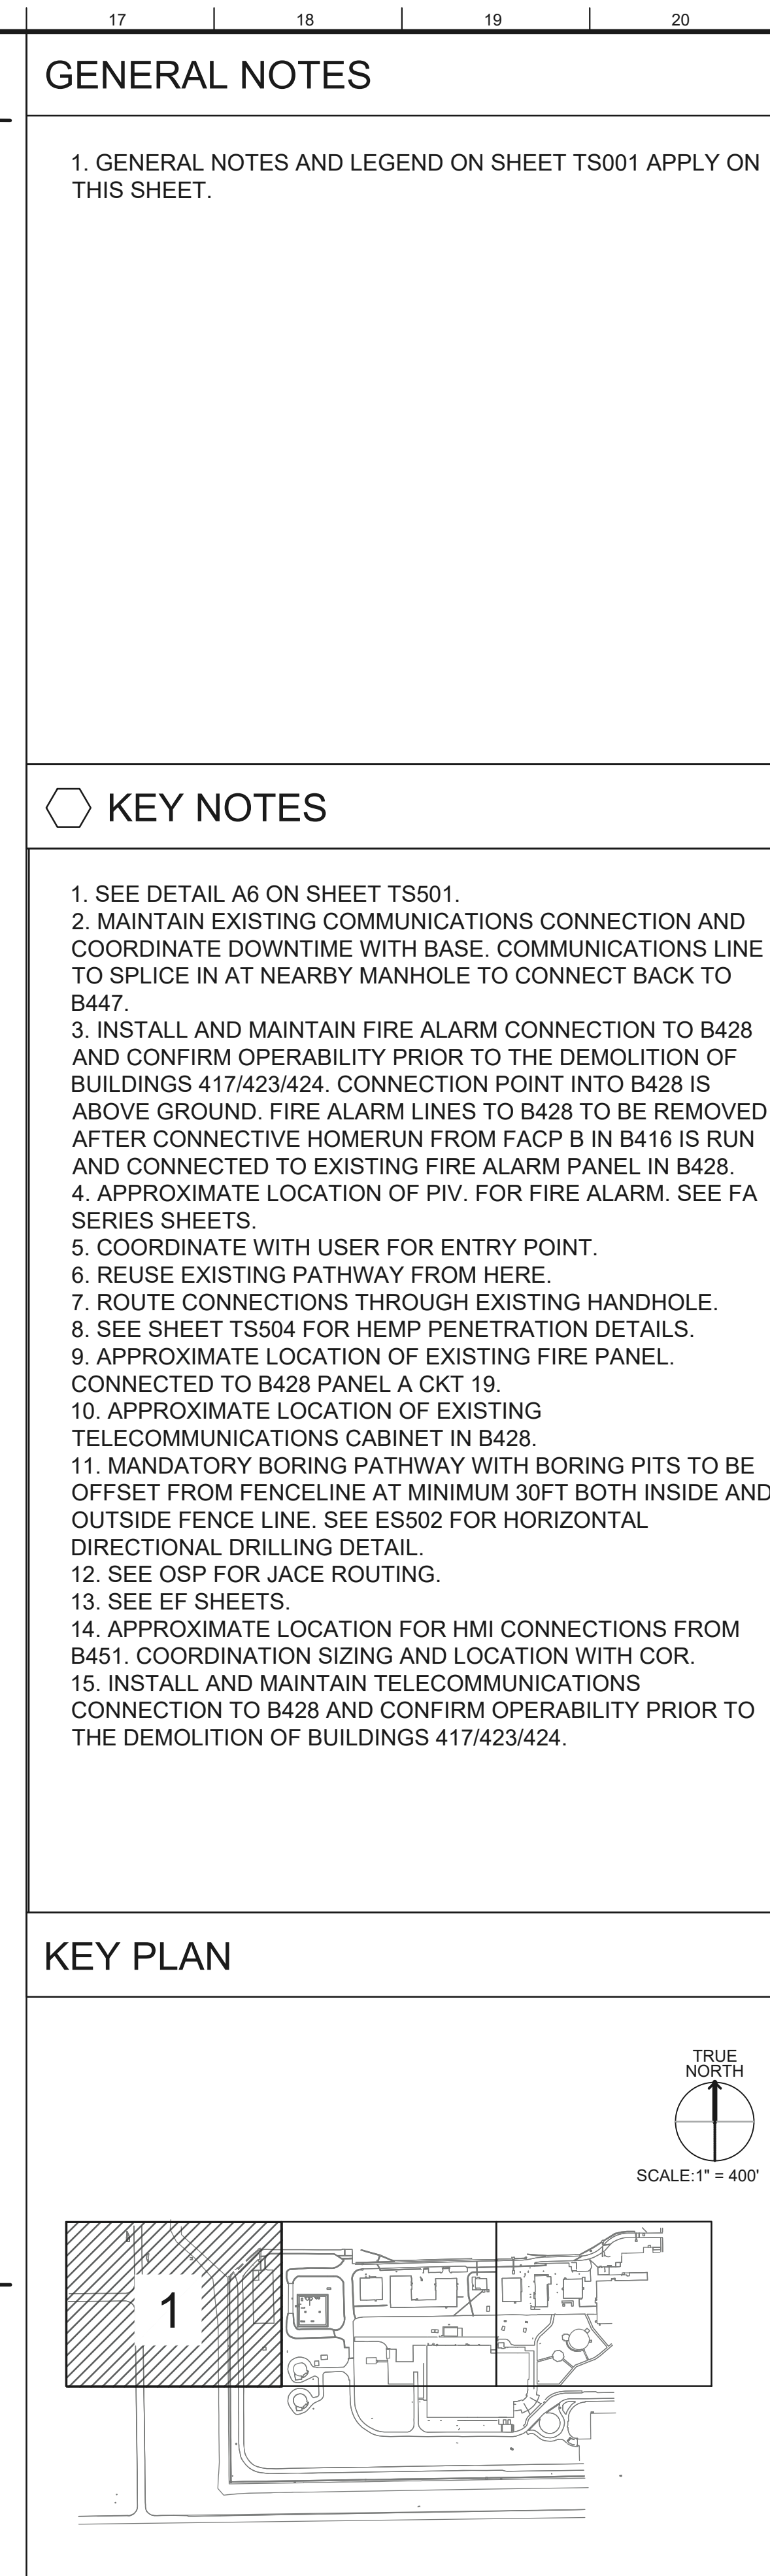 17 18 19 20
GENERAL NOTES
1. GENERAL NOTES AND LEGEND ON SHEET TS001 APPLY ON
THIS SHEET.
KEY NOTES
1. SEE DETAIL A6 ON SHEET TS501.
2. MAINTAIN EXISTING COMMUNICATIONS CONNECTION AND
COORDINATE DOWNTIME WITH BASE. COMMUNICATIONS LINE
TO SPLICE IN AT NEARBY MANHOLE TO CONNECT BACK TO
B447.
3. INSTALL AND MAINTAIN FIRE ALARM CONNECTION TO B428
AND CONFIRM OPERABILITY PRIOR TO THE DEMOLITION OF
BUILDINGS 417/423/424. CONNECTION POINT INTO B428 IS
ABOVE GROUND. FIRE ALARM LINES TO B428 TO BE REMOVED
AFTER CONNECTIVE HOMERUN FROM FACP B IN B416 IS RUN
AND CONNECTED TO EXISTING FIRE ALARM PANEL IN B428.
4. APPROXIMATE LOCATION OF PIV. FOR FIRE ALARM. SEE FA
SERIES SHEETS.
5. COORDINATE WITH USER FOR ENTRY POINT.
6. REUSE EXISTING PATHWAY FROM HERE.
7. ROUTE CONNECTIONS THROUGH EXISTING HANDHOLE.
8. SEE SHEET TS504 FOR HEMP PENETRATION DETAILS.
9. APPROXIMATE LOCATION OF EXISTING FIRE PANEL.
CONNECTED TO B428 PANEL A CKT 19.
10. APPROXIMATE LOCATION OF EXISTING
TELECOMMUNICATIONS CABINET IN B428.
11. MANDATORY BORING PATHWAY WITH BORING PITS TO BE
OFFSET FROM FENCELINE AT MINIMUM 30FT BOTH INSIDE AND
OUTSIDE FENCE LINE. SEE ES502 FOR HORIZONTAL
DIRECTIONAL DRILLING DETAIL.
12. SEE OSP FOR JACE ROUTING.
13. SEE EF SHEETS.
14. APPROXIMATE LOCATION FOR HMI CONNECTIONS FROM
B451. COORDINATION SIZING AND LOCATION WITH COR.
15. INSTALL AND MAINTAIN TELECOMMUNICATIONS
CONNECTION TO B428 AND CONFIRM OPERABILITY PRIOR TO
THE DEMOLITION OF BUILDINGS 417/423/424.
KEY PLAN
TRUE
NORTH
SCALE:1" = 400'
1